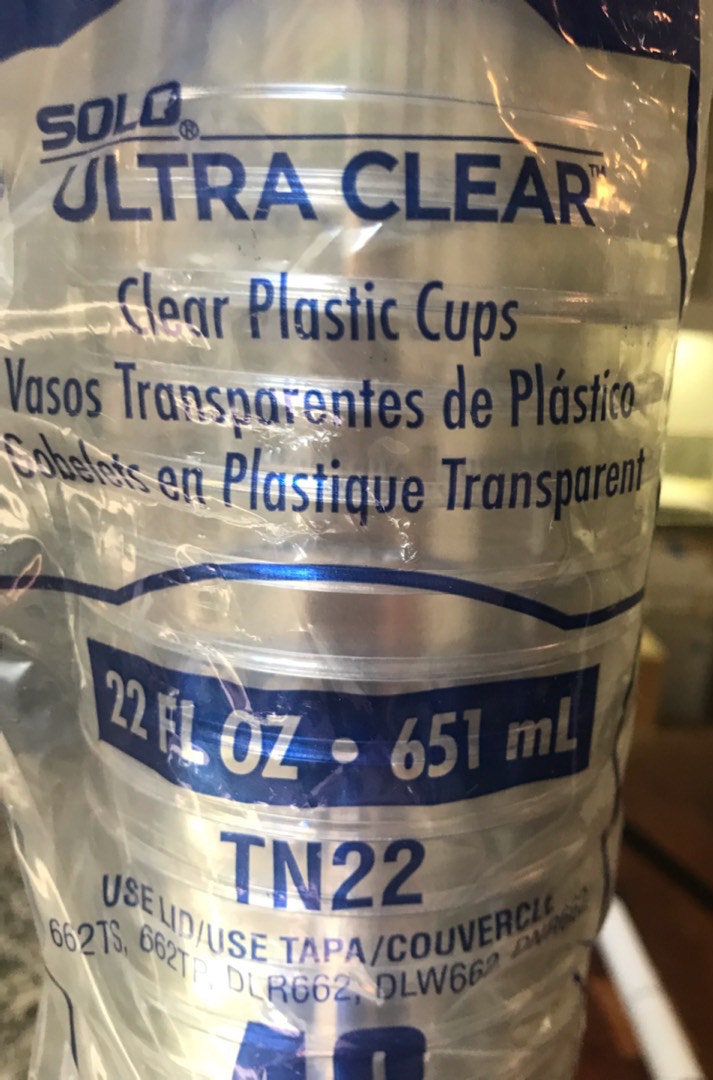 SOLO®
ULTRA CLEAR™
Clear Plastic Cups
Vasos Transparentes de Plástico
Gobelets en Plastique Transparent
22 FL OZ • 651 mL
TN22
USE LID/USE TAPA/COUVERCLE
662TS, 662TP, DLR662, DLW662,